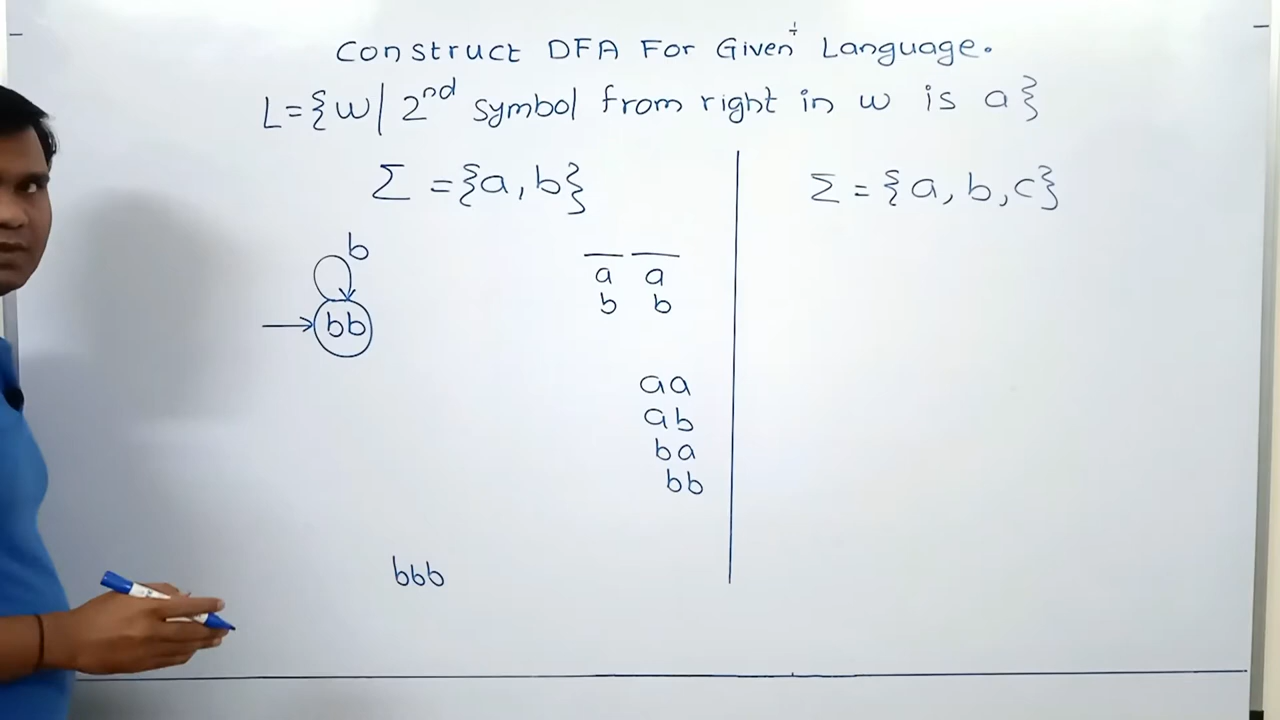 Construct DFA For Given Language.
L={w| 2nd symbol from right in w is a}
Σ={a,b}
b
bb
a a
b b
aa
ab
ba
bb
bbb
Σ={a,b,c}